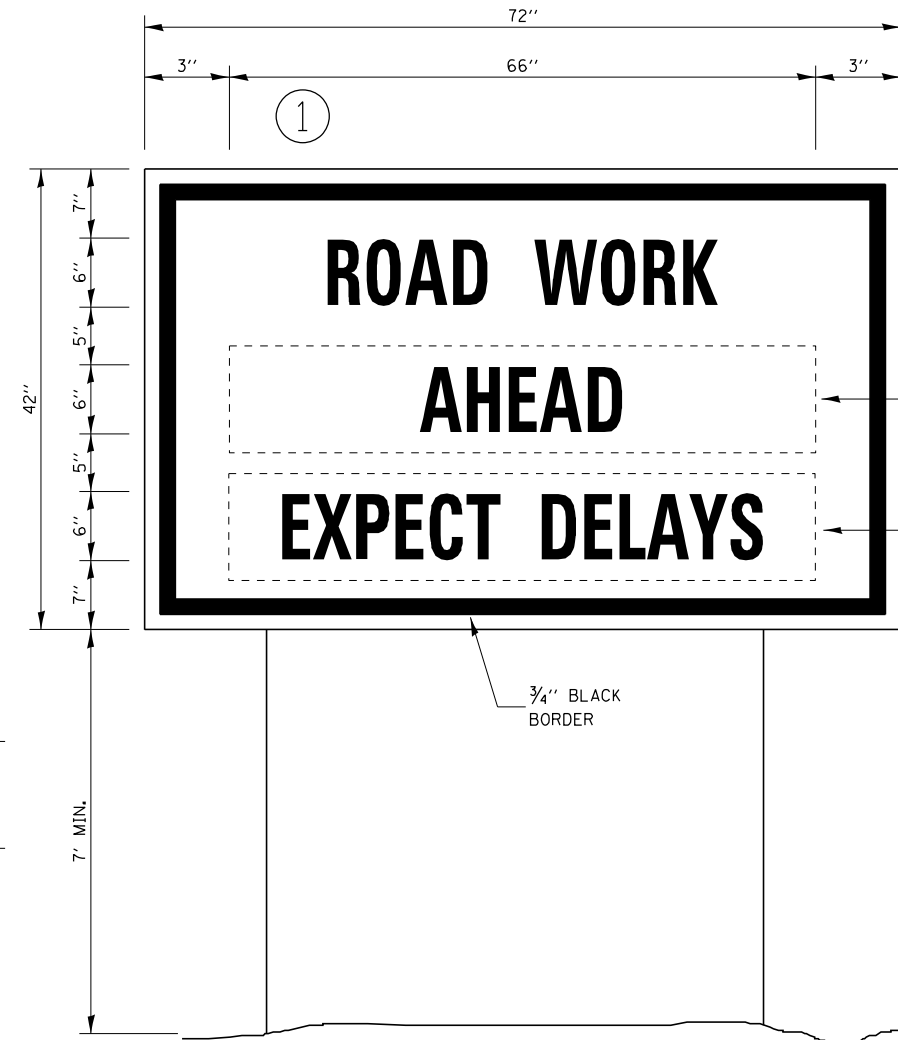 72''
3''
66''
3''
1
7''
6''
5''
6''
5''
6''
7''
42''
ROAD WORK
AHEAD
EXPECT DELAYS
3/4'' BLACK
BORDER
7' MIN.